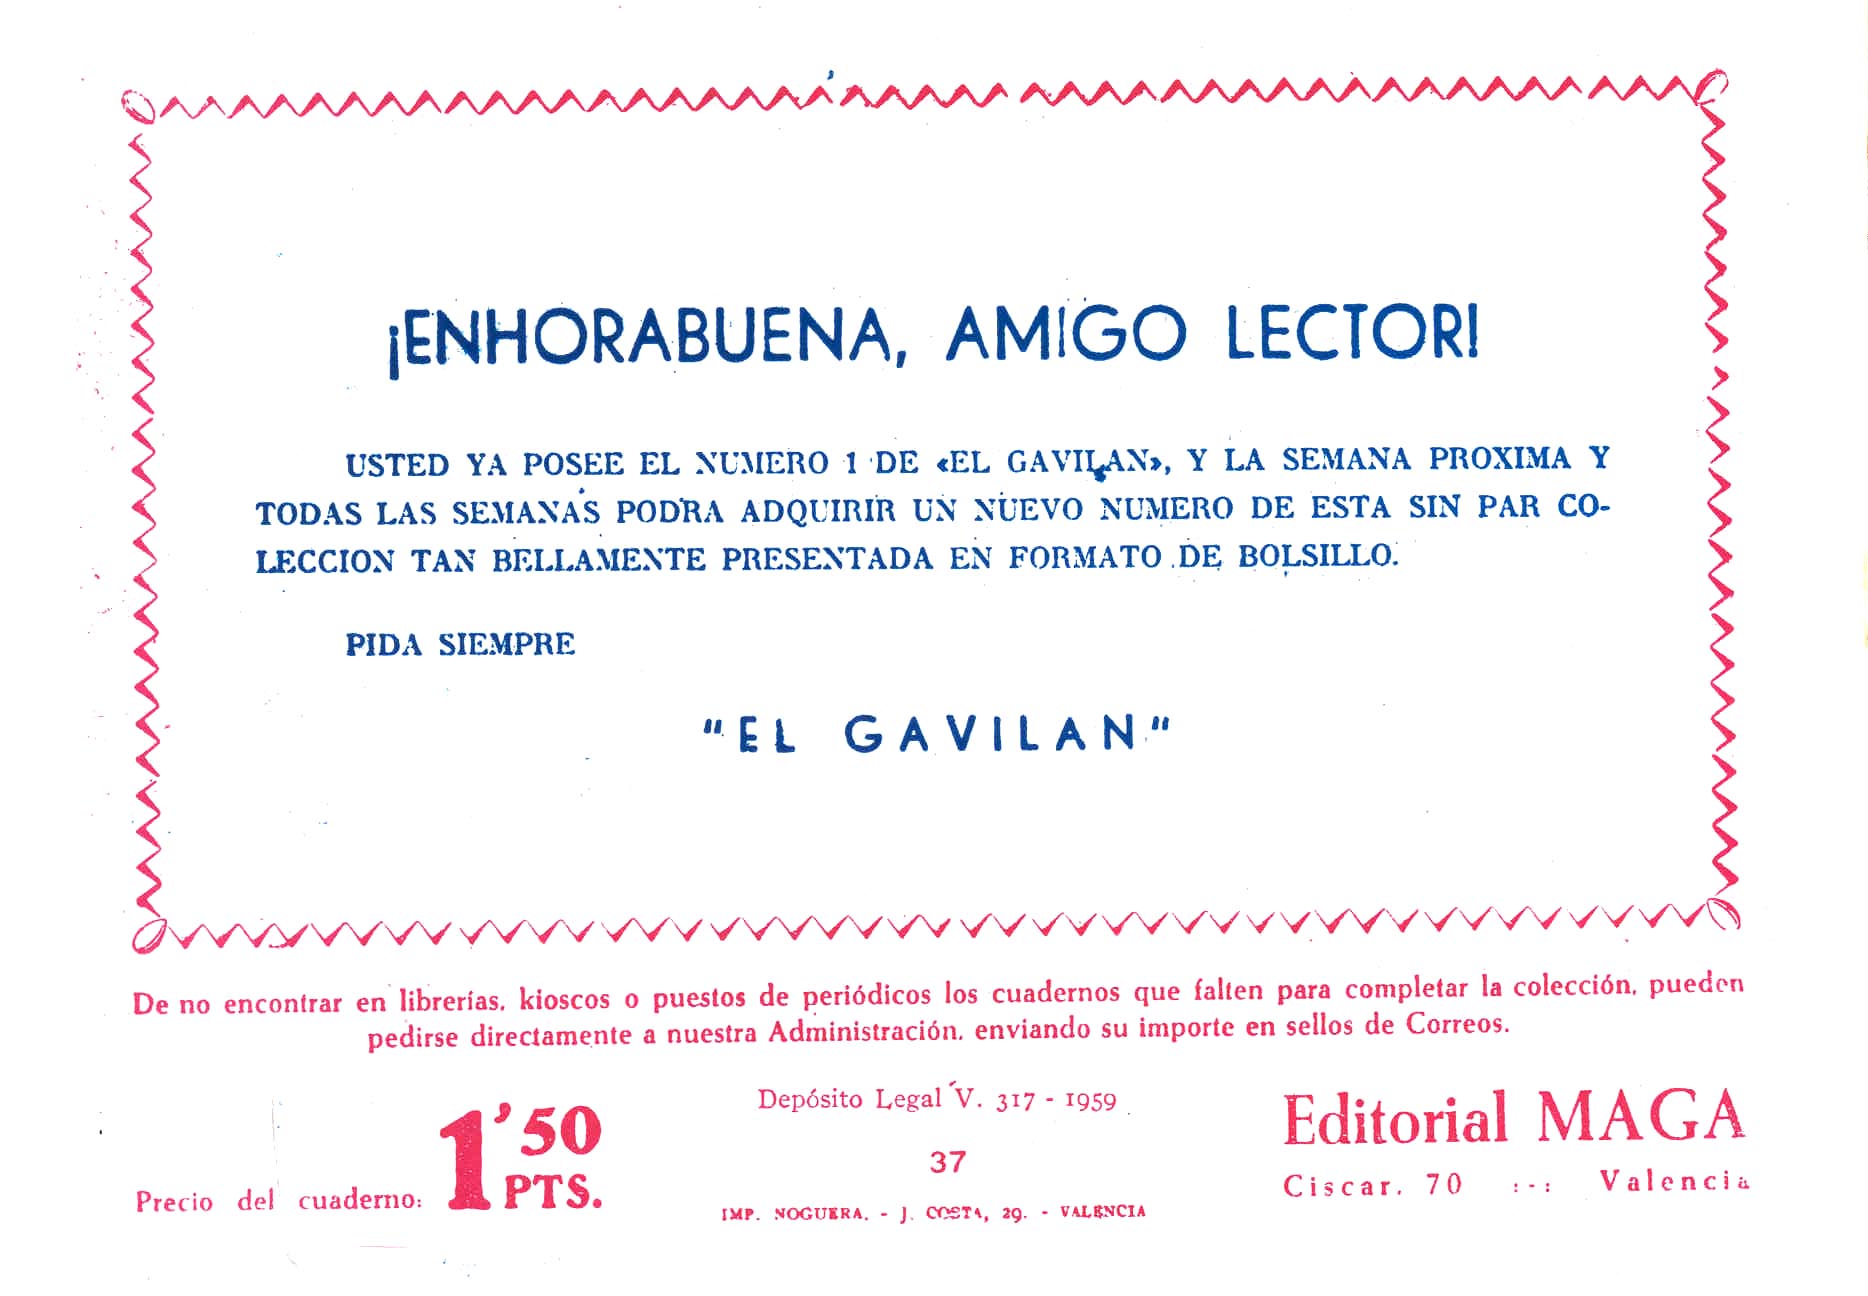 ¡ENHORABUENA, AMIGO LECTOR!
USTED YA POSEE EL NUMERO 1 DE «EL GAVILAN», Y LA SEMANA PROXIMA Y
TODAS LAS SEMANAS PODRA ADQUIRIR UN NUEVO NUMERO DE ESTA SIN PAR CO-
LECCION TAN BELLAMENTE PRESENTADA EN FORMATO DE BOLSILLO.
PIDA SIEMPRE
"EL GAVILAN"
De no encontrar en librerías, kioscos o puestos de periódicos los cuadernos que falten para completar la colección, pueden
pedirse directamente a nuestra Administración, enviando su importe en sellos de Correos.
Precio del cuaderno: 1'50 PTS.
Depósito Legal V. 317 - 1959
37
IMP. NOGUERA. - J. COSTA, 29. - VALENCIA
Editorial MAGA
Ciscar, 70 :-: Valencia